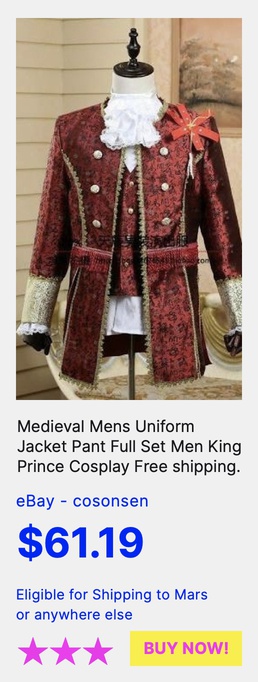 Medieval Mens Uniform
Jacket Pant Full Set Men King
Prince Cosplay Free shipping.
eBay - cosonsen
$61.19
Eligible for Shipping to Mars
or anywhere else
BUY NOW!